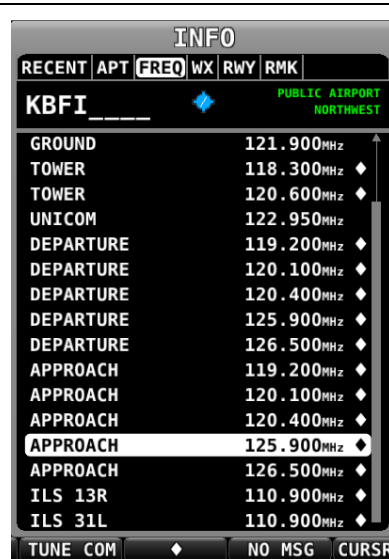 INFO
RECENT APT FREQ WX RWY RMK
KBFI____ PUBLIC AIRPORT
NORTHWEST
GROUND 121.900MHz
TOWER 118.300MHz ♦
TOWER 120.600MHz ♦
UNICOM 122.950MHz
DEPARTURE 119.200MHz ♦
DEPARTURE 120.100MHz ♦
DEPARTURE 120.400MHz ♦
DEPARTURE 125.900MHz ♦
DEPARTURE 126.500MHz ♦
APPROACH 119.200MHz ♦
APPROACH 120.100MHz ♦
APPROACH 120.400MHz ♦
APPROACH 125.900MHz ♦
APPROACH 126.500MHz ♦
ILS 13R 110.900MHz ♦
ILS 31L 110.900MHz ♦
TUNE COM ♦ NO MSG CURSR